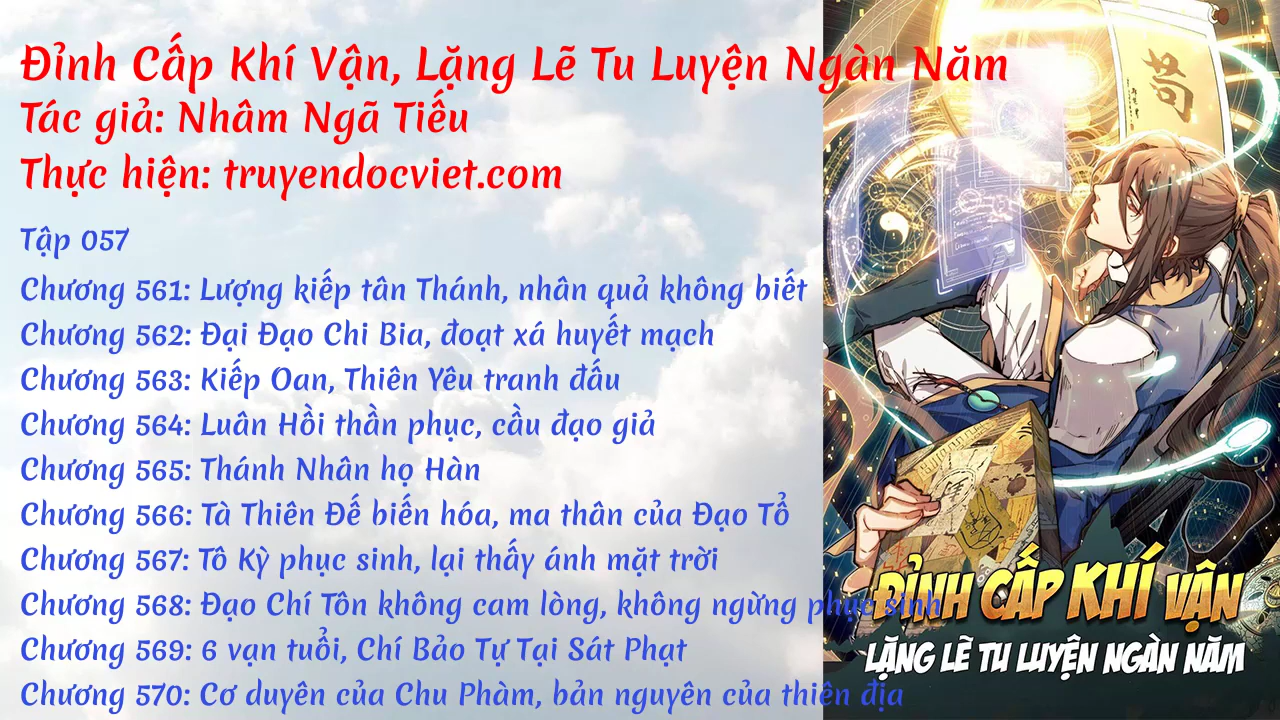 Đỉnh Cấp Khí Vận, Lặng Lẽ Tu Luyện Ngàn Năm
Tác giả: Nhâm Ngã Tiếu
Thực hiện: truyendocviet.com
Tập 057
Chương 561: Lượng kiếp tân Thánh, nhân quả không biết
Chương 562: Đại Đạo Chi Bia, đoạt xá huyết mạch
Chương 563: Kiếp Oan, Thiên Yêu tranh đấu
Chương 564: Luân Hồi thần phục, cầu đạo giả
Chương 565: Thánh Nhân họ Hàn
Chương 566: Tà Thiên Đế biến hóa, ma thân của Đạo Tổ
Chương 567: Tô Kỳ phục sinh, lại thấy ánh mặt trời
Chương 568: Đạo Chí Tôn không cam lòng, không ngừng phục sinh
Chương 569: 6 vạn tuổi, Chí Bảo Tự Tại Sát Phạt
Chương 570: Cơ duyên của Chu Phàm, bản nguyên của thiên địa
苟
ĐỈNH CẤP KHÍ VẬN
LẶNG LẼ TU LUYỆN NGÀN NĂM